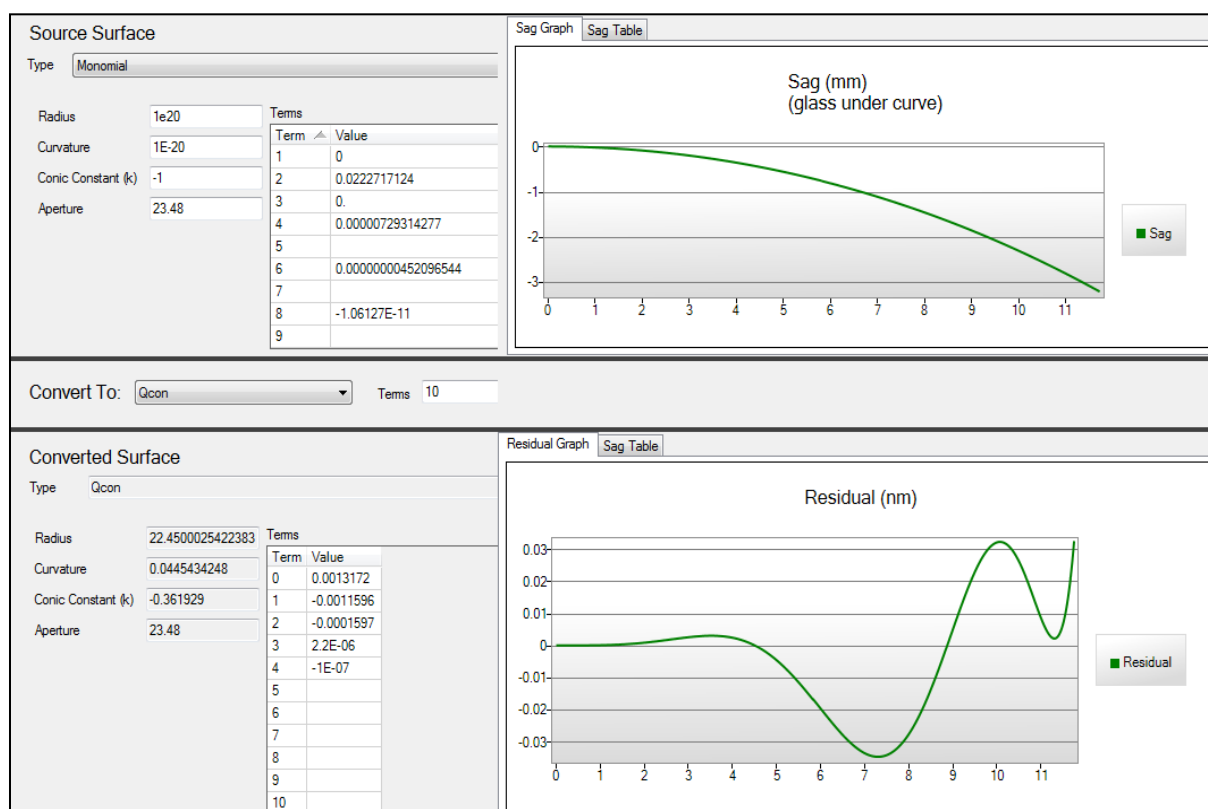 Source Surface
Type Monomial
Radius 1e20
Curvature 1E-20
Conic Constant (k) -1
Aperture 23.48
Terms
Term Value
1 0
2 0.0222717124
3 0.
4 0.00000729314277
5
6 0.00000000452096544
7
8 -1.06127E-11
9
Sag Graph Sag Table
Sag (mm)
(glass under curve)
0
-1
-2
-3
0 1 2 3 4 5 6 7 8 9 10 11
Sag
Convert To: Qcon Terms 10
Converted Surface
Type Qcon
Radius 22.4500025422383
Curvature 0.0445434248
Conic Constant (k) -0.361929
Aperture 23.48
Terms
Term Value
0 0.0013172
1 -0.0011596
2 -0.0001597
3 2.2E-06
4 -1E-07
5
6
7
8
9
10
Residual Graph Sag Table
Residual (nm)
0.03
0.02
0.01
0
-0.01
-0.02
-0.03
0 1 2 3 4 5 6 7 8 9 10 11
Residual